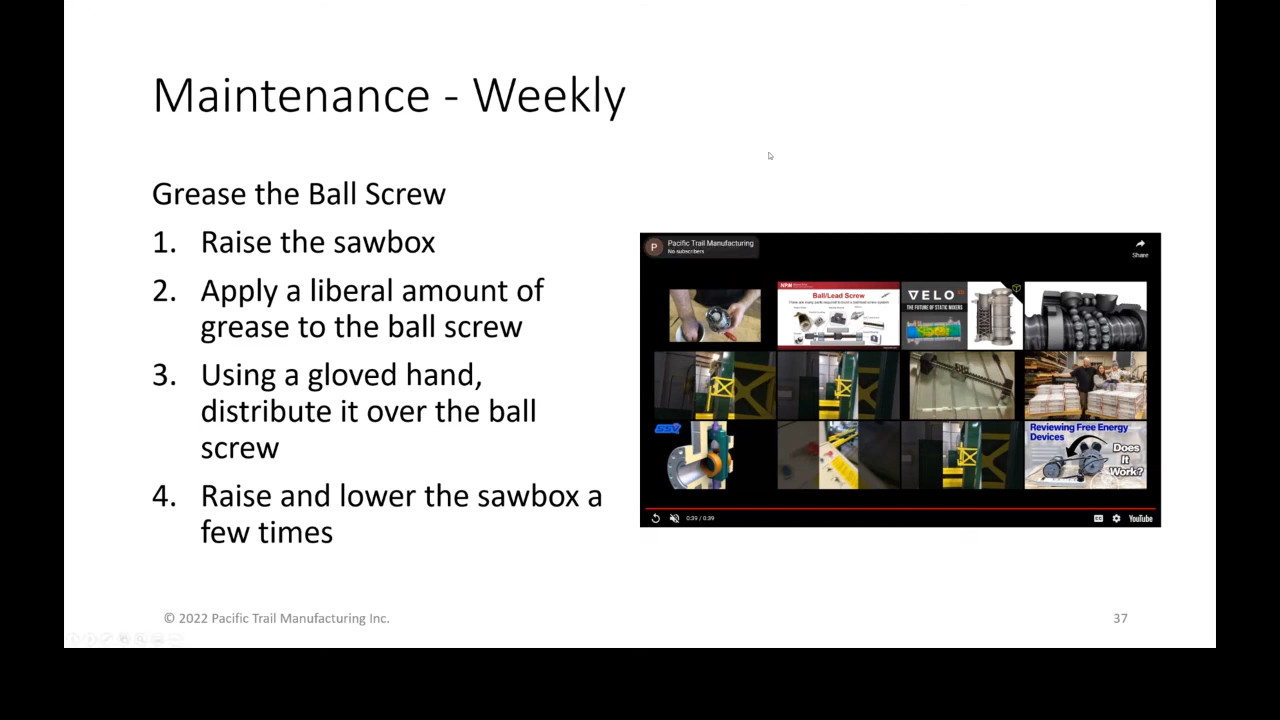 Maintenance - Weekly
Grease the Ball Screw
1. Raise the sawbox
2. Apply a liberal amount of
grease to the ball screw
3. Using a gloved hand,
distribute it over the ball
screw
4. Raise and lower the sawbox a
few times
P
Pacific Trail Manufacturing
No subscribers
Share
Ball/Lead Screw
VELO
THE FUTURE OF STATIC MIXERS
Reviewing Free Energy
Devices
Does
It
Work?
0:39 / 0:39
CC
YouTube
© 2022 Pacific Trail Manufacturing Inc.
37